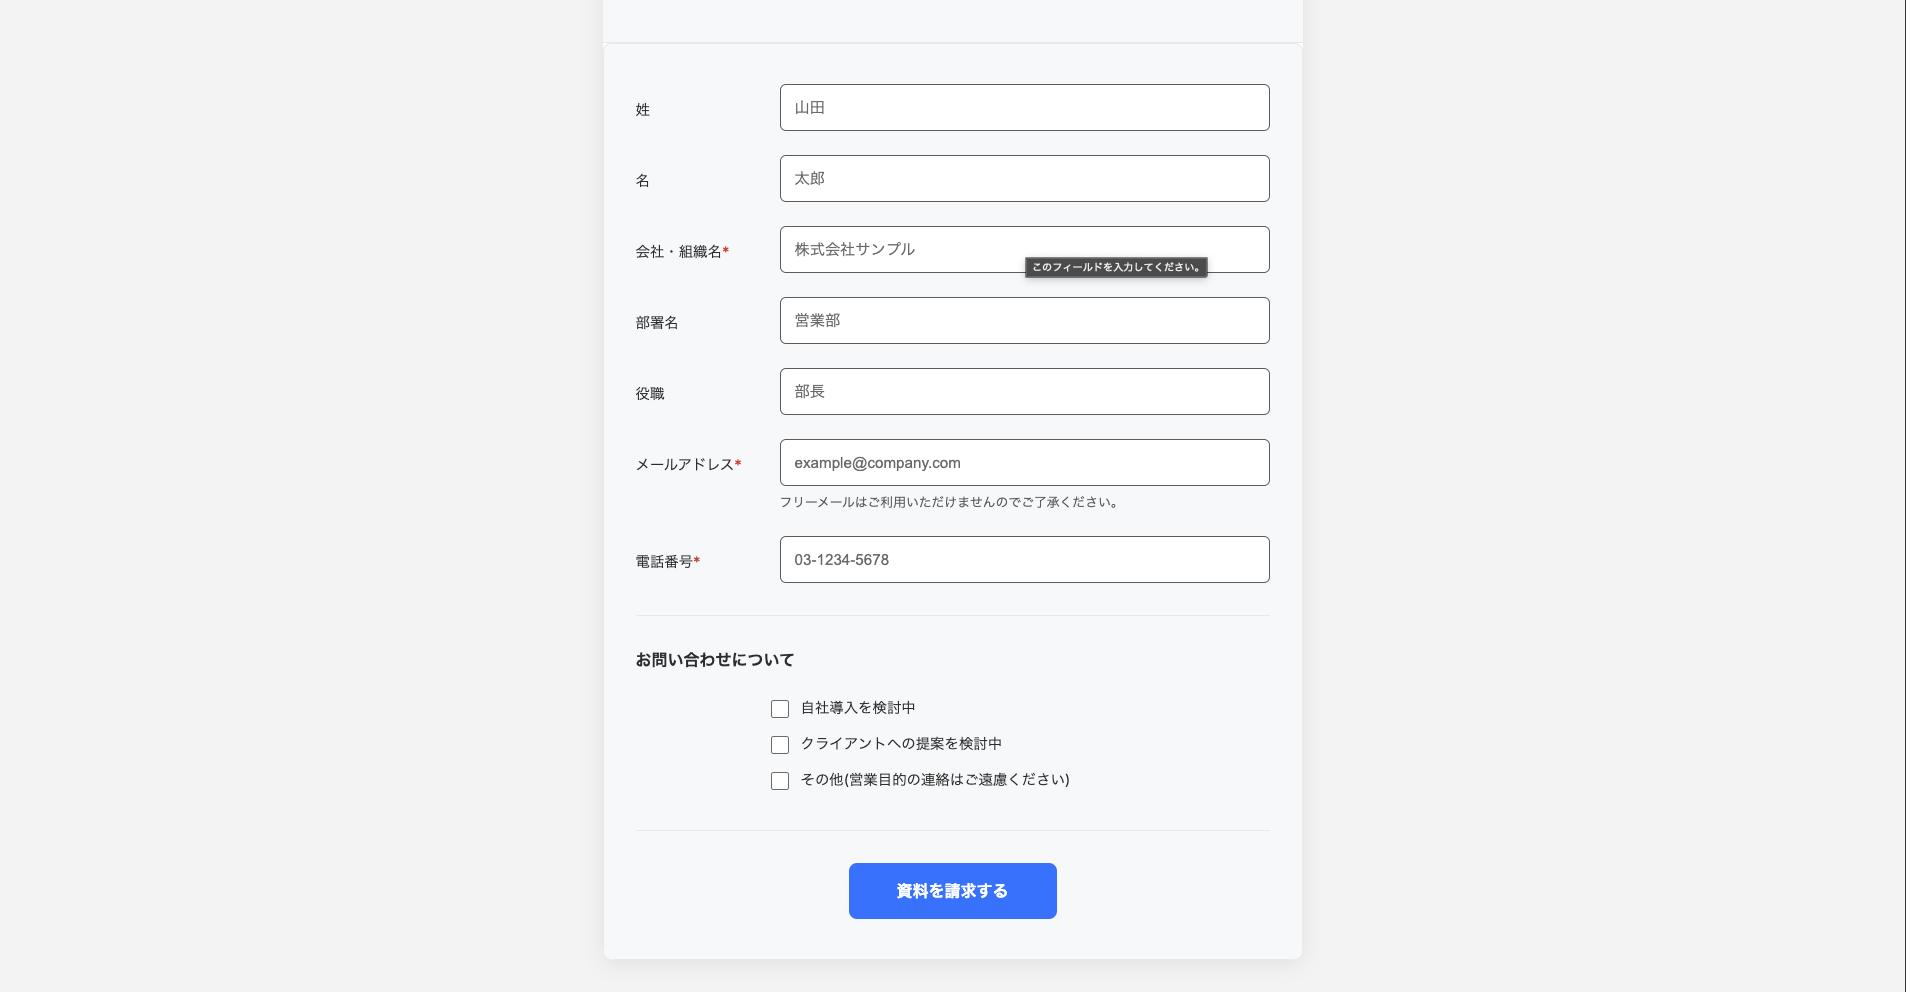 姓
山田
名
太郎
会社・組織名*
株式会社サンプル
このフィールドを入力してください。
部署名
営業部
役職
部長
メールアドレス*
example@company.com
フリーメールはご利用いただけませんのでご了承ください。
電話番号*
03-1234-5678
お問い合わせについて
自社導入を検討中
クライアントへの提案を検討中
その他(営業目的の連絡はご遠慮ください)
資料を請求する